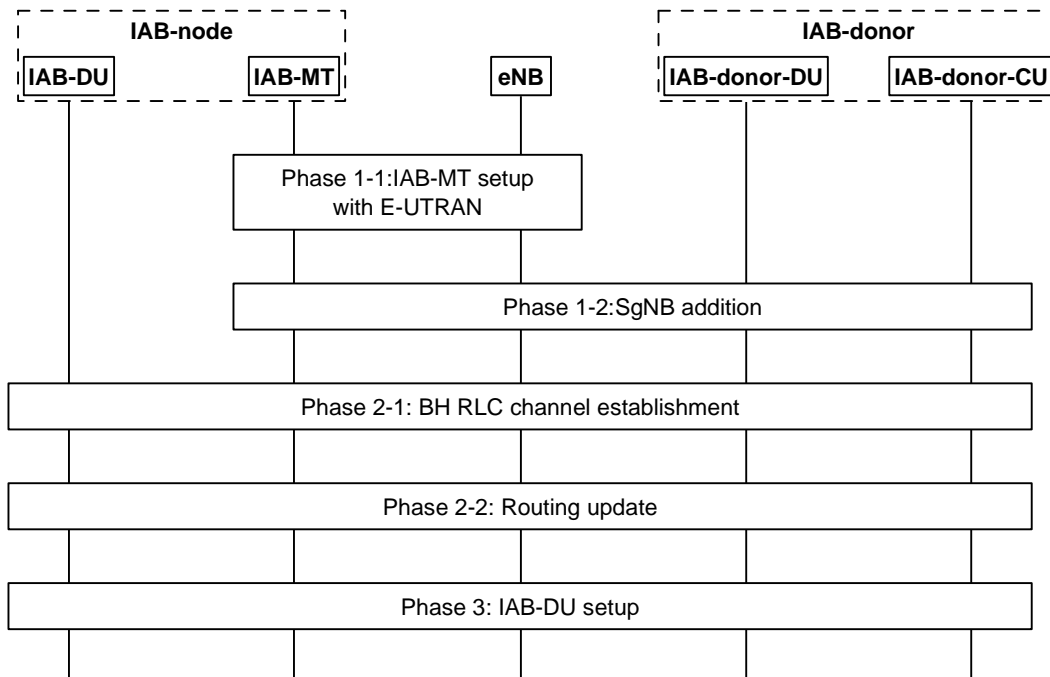 IAB-node
IAB-donor
IAB-DU
IAB-MT
eNB
IAB-donor-DU
IAB-donor-CU
Phase 1-1:IAB-MT setup
with E-UTRAN
Phase 1-2:SgNB addition
Phase 2-1: BH RLC channel establishment
Phase 2-2: Routing update
Phase 3: IAB-DU setup